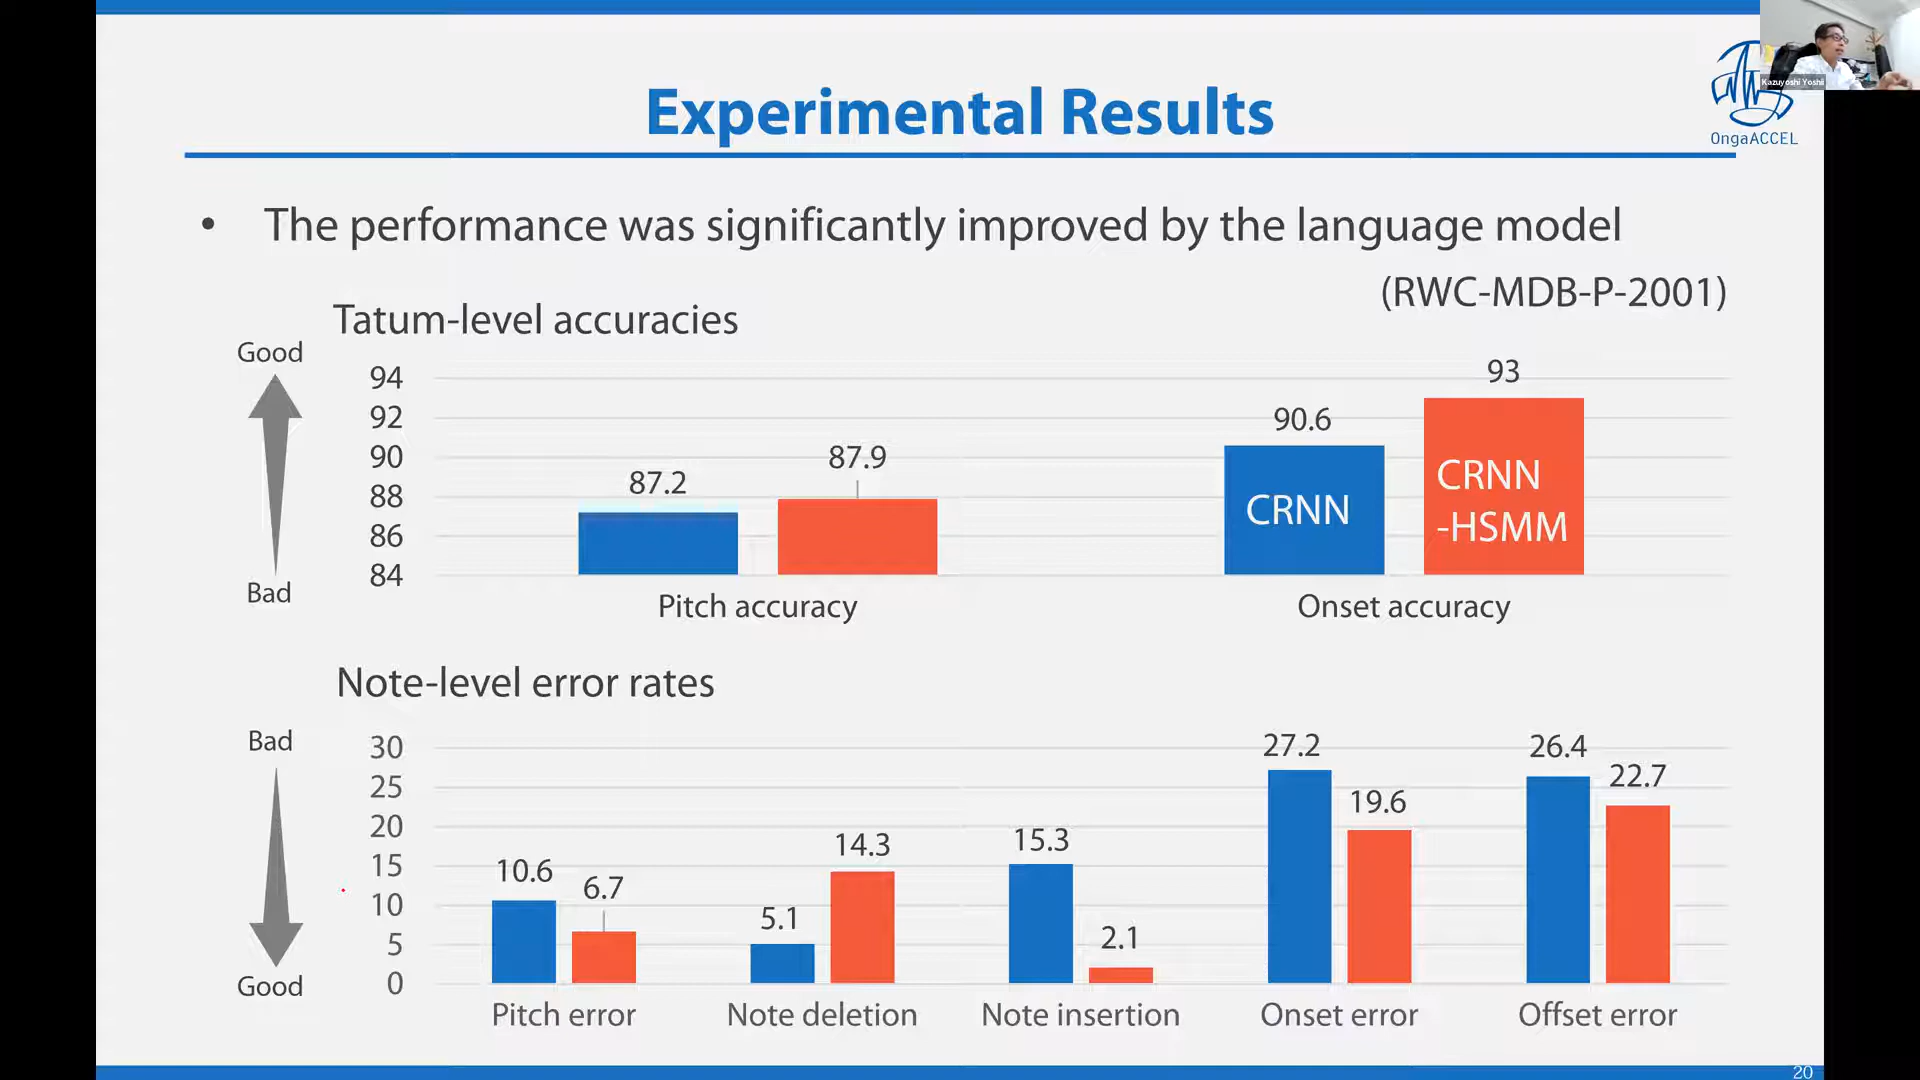 Experimental Results
OngaACCEL
Kazuyoshi Yoshii
• The performance was significantly improved by the language model
(RWC-MDB-P-2001)
Tatum-level accuracies
Good
Bad
94
92
90
88
86
84
87.2
87.9
90.6
93
CRNN
CRNN
-HSMM
Pitch accuracy
Onset accuracy
Note-level error rates
Bad
Good
30
25
20
15
10
5
0
10.6
6.7
5.1
14.3
15.3
2.1
27.2
19.6
26.4
22.7
Pitch error
Note deletion
Note insertion
Onset error
Offset error
20